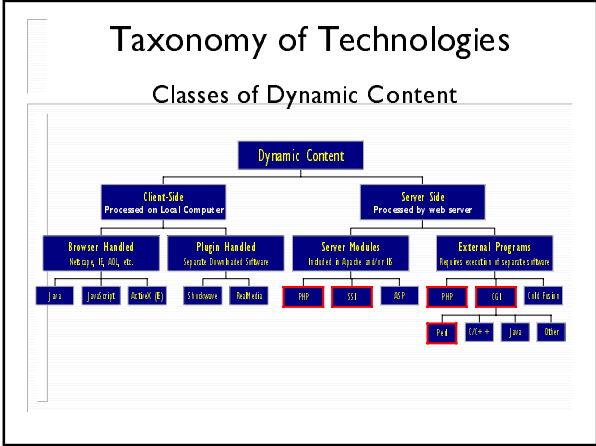 Taxonomy of Technologies
Classes of Dynamic Content
Dynamic Content
Client-Side
Processed on Local Computer
Server Side
Processed by web server
Browser Handled
Netscape, IE, AOL, etc.
Plugin Handled
Separate Downloaded Software
Server Modules
Included in Apache and/or IIS
External Programs
Requires execution of separate software
Java
JavaScript
ActiveX (IE)
Shockwave
RealMedia
PHP
SSI
ASP
PHP
CGI
Cold Fusion
Perl
C/C++
Java
Other